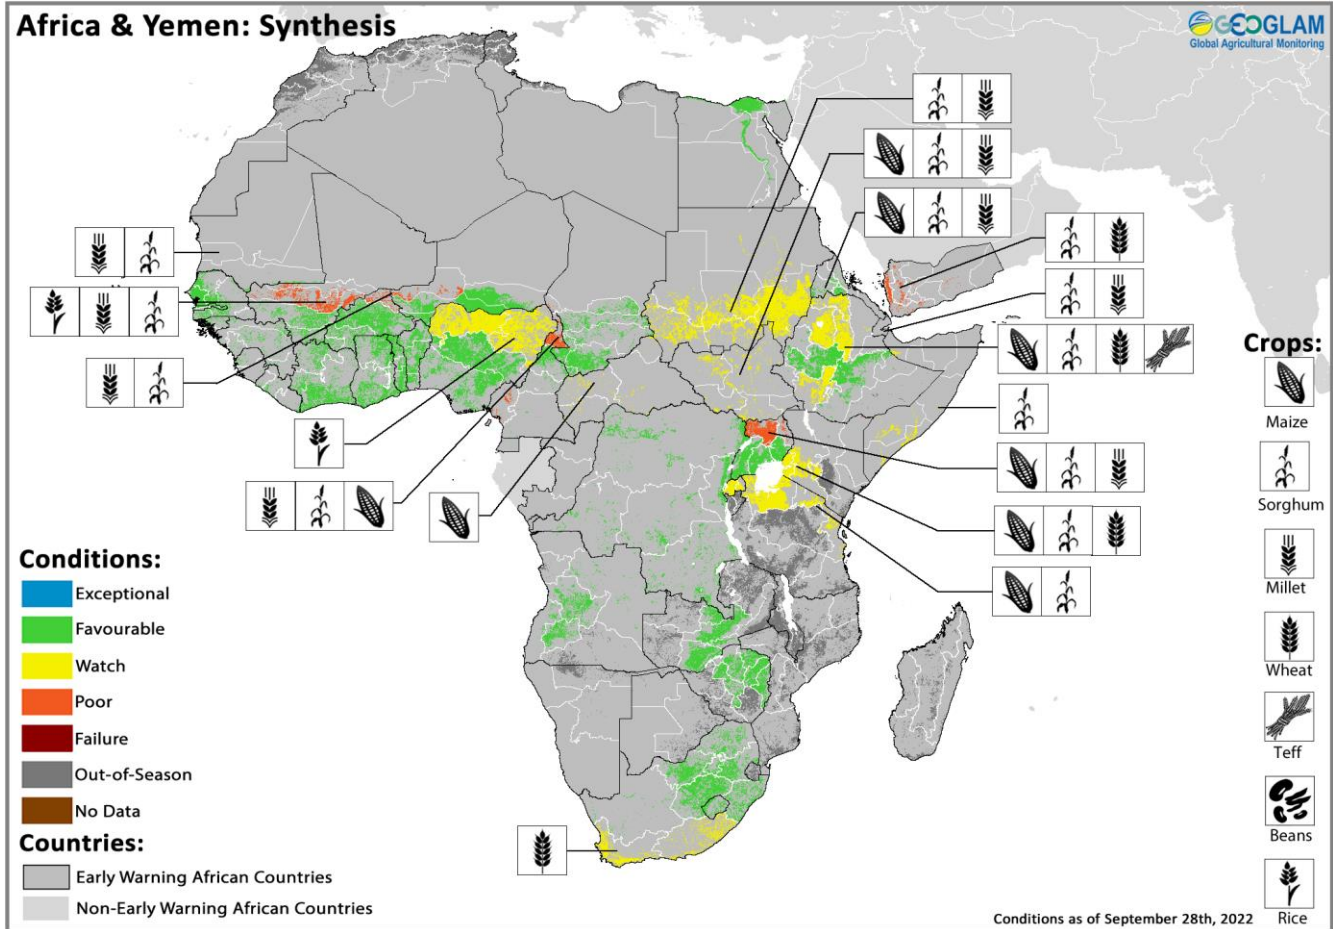 Africa & Yemen: Synthesis
GEOGLAM
Global Agricultural Monitoring
Crops:
Maize
Sorghum
Millet
Wheat
Teff
Beans
Rice
Conditions:
Exceptional
Favourable
Watch
Poor
Failure
Out-of-Season
No Data
Countries:
Early Warning African Countries
Non-Early Warning African Countries
Conditions as of September 28th, 2022